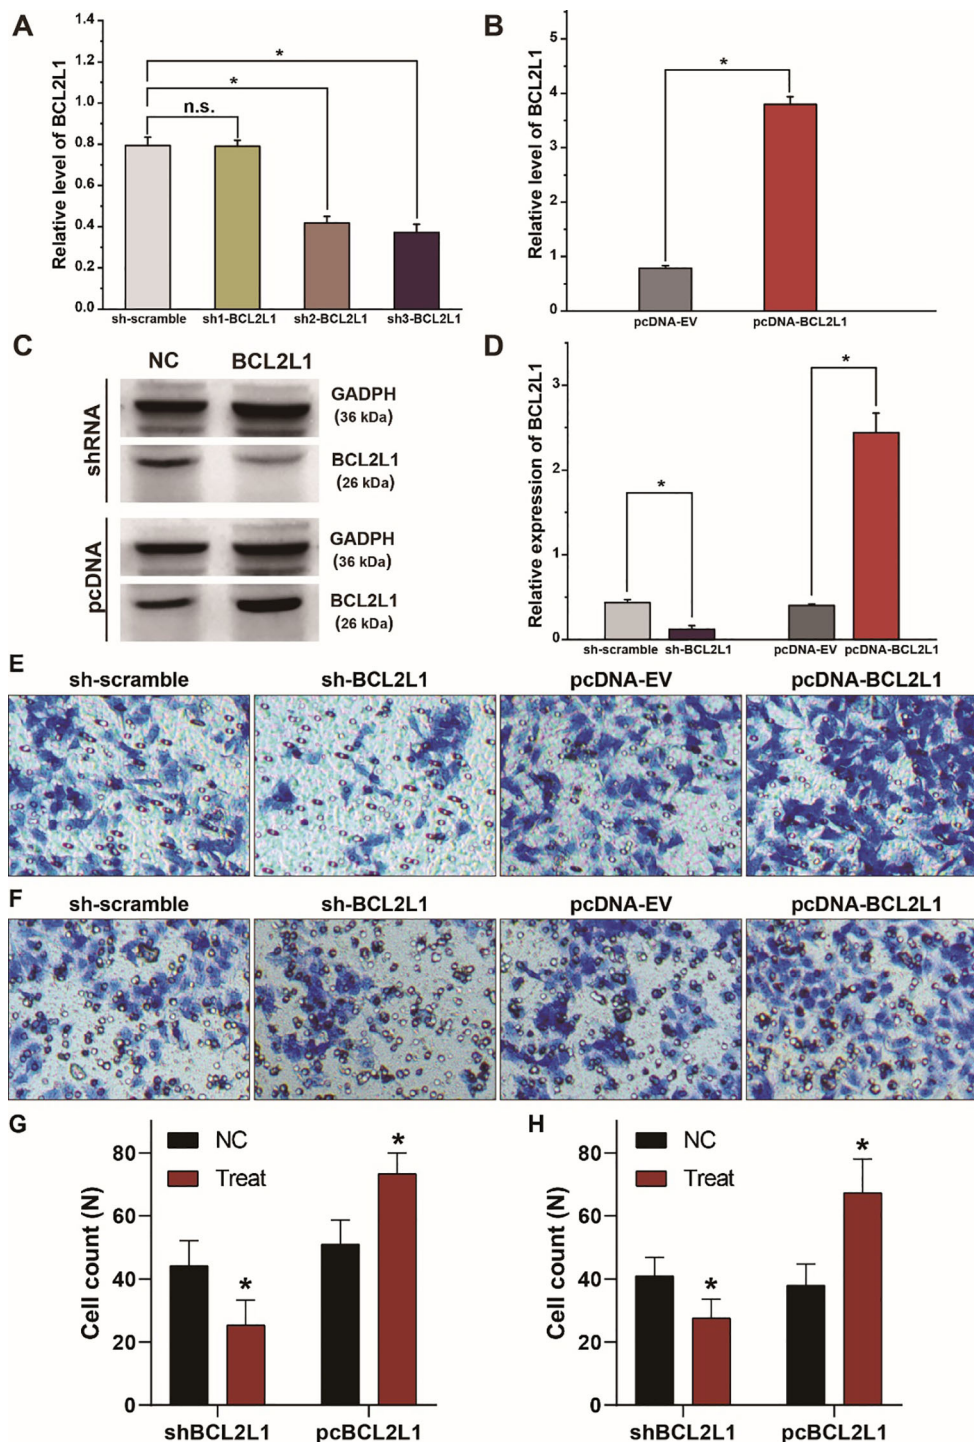 A
Relative level of BCL2L1
1.4
1.2
1.0
0.8
0.6
0.4
0.2
0.0
*
*
n.s.
sh-scramble sh1-BCL2L1 sh2-BCL2L1 sh3-BCL2L1
B
Relative level of BCL2L1
5
4
3
2
1
0
*
pcDNA-EV pcDNA-BCL2L1
C
NC BCL2L1
shRNA
GADPH
(36 kDa)
BCL2L1
(26 kDa)
pcDNA
GADPH
(36 kDa)
BCL2L1
(26 kDa)
D
Relative expression of BCL2L1
3
2
1
0
*
*
sh-scramble sh-BCL2L1 pcDNA-EV pcDNA-BCL2L1
E
sh-scramble sh-BCL2L1 pcDNA-EV pcDNA-BCL2L1
F
sh-scramble sh-BCL2L1 pcDNA-EV pcDNA-BCL2L1
G
Cell count (N)
80
60
40
20
0
NC
Treat
*
*
shBCL2L1 pcBCL2L1
H
Cell count (N)
80
60
40
20
0
NC
Treat
*
*
shBCL2L1 pcBCL2L1